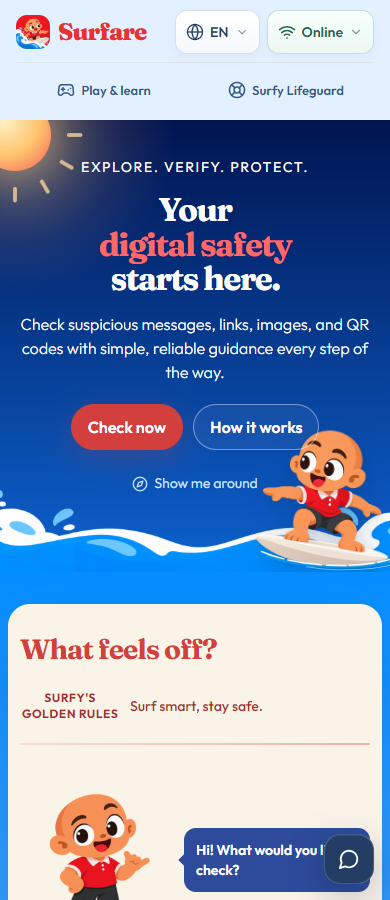 Surfare
EN
Online
Play & learn
Surfy Lifeguard
EXPLORE. VERIFY. PROTECT.
Your
digital safety
starts here.
Check suspicious messages, links, images, and QR
codes with simple, reliable guidance every step of
the way.
Check now
How it works
Show me around
What feels off?
SURFY'S
GOLDEN RULES
Surf smart, stay safe.
Hi! What would you
check?